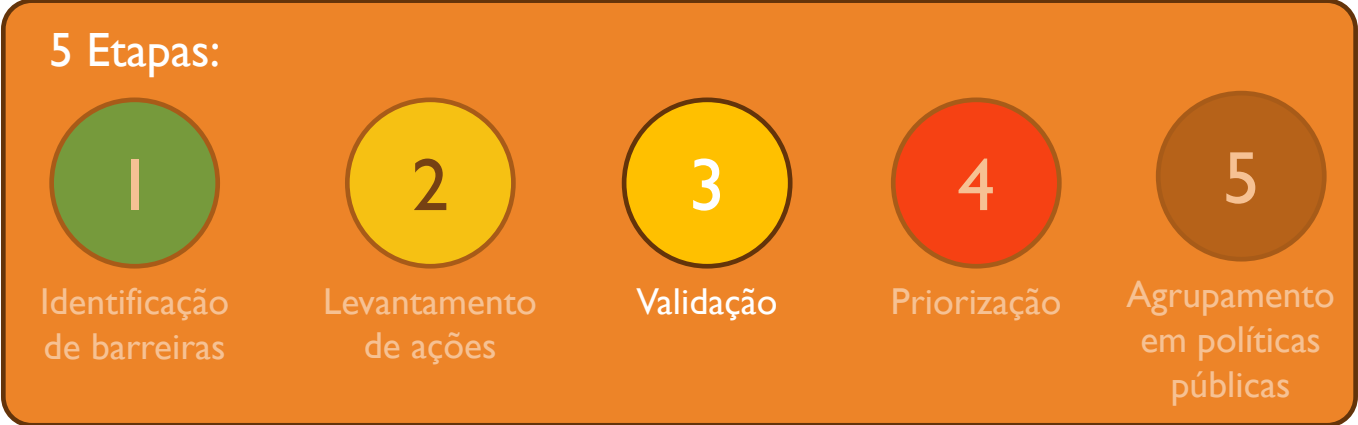 5 Etapas:
1
2
3
4
5
Identificação
de barreiras
Levantamento
de ações
Validação
Priorização
Agrupamento
em políticas
públicas